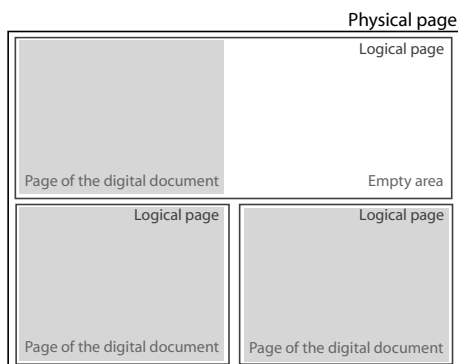 Physical page
Logical page
Page of the digital document
Empty area
Logical page
Logical page
Page of the digital document
Page of the digital document